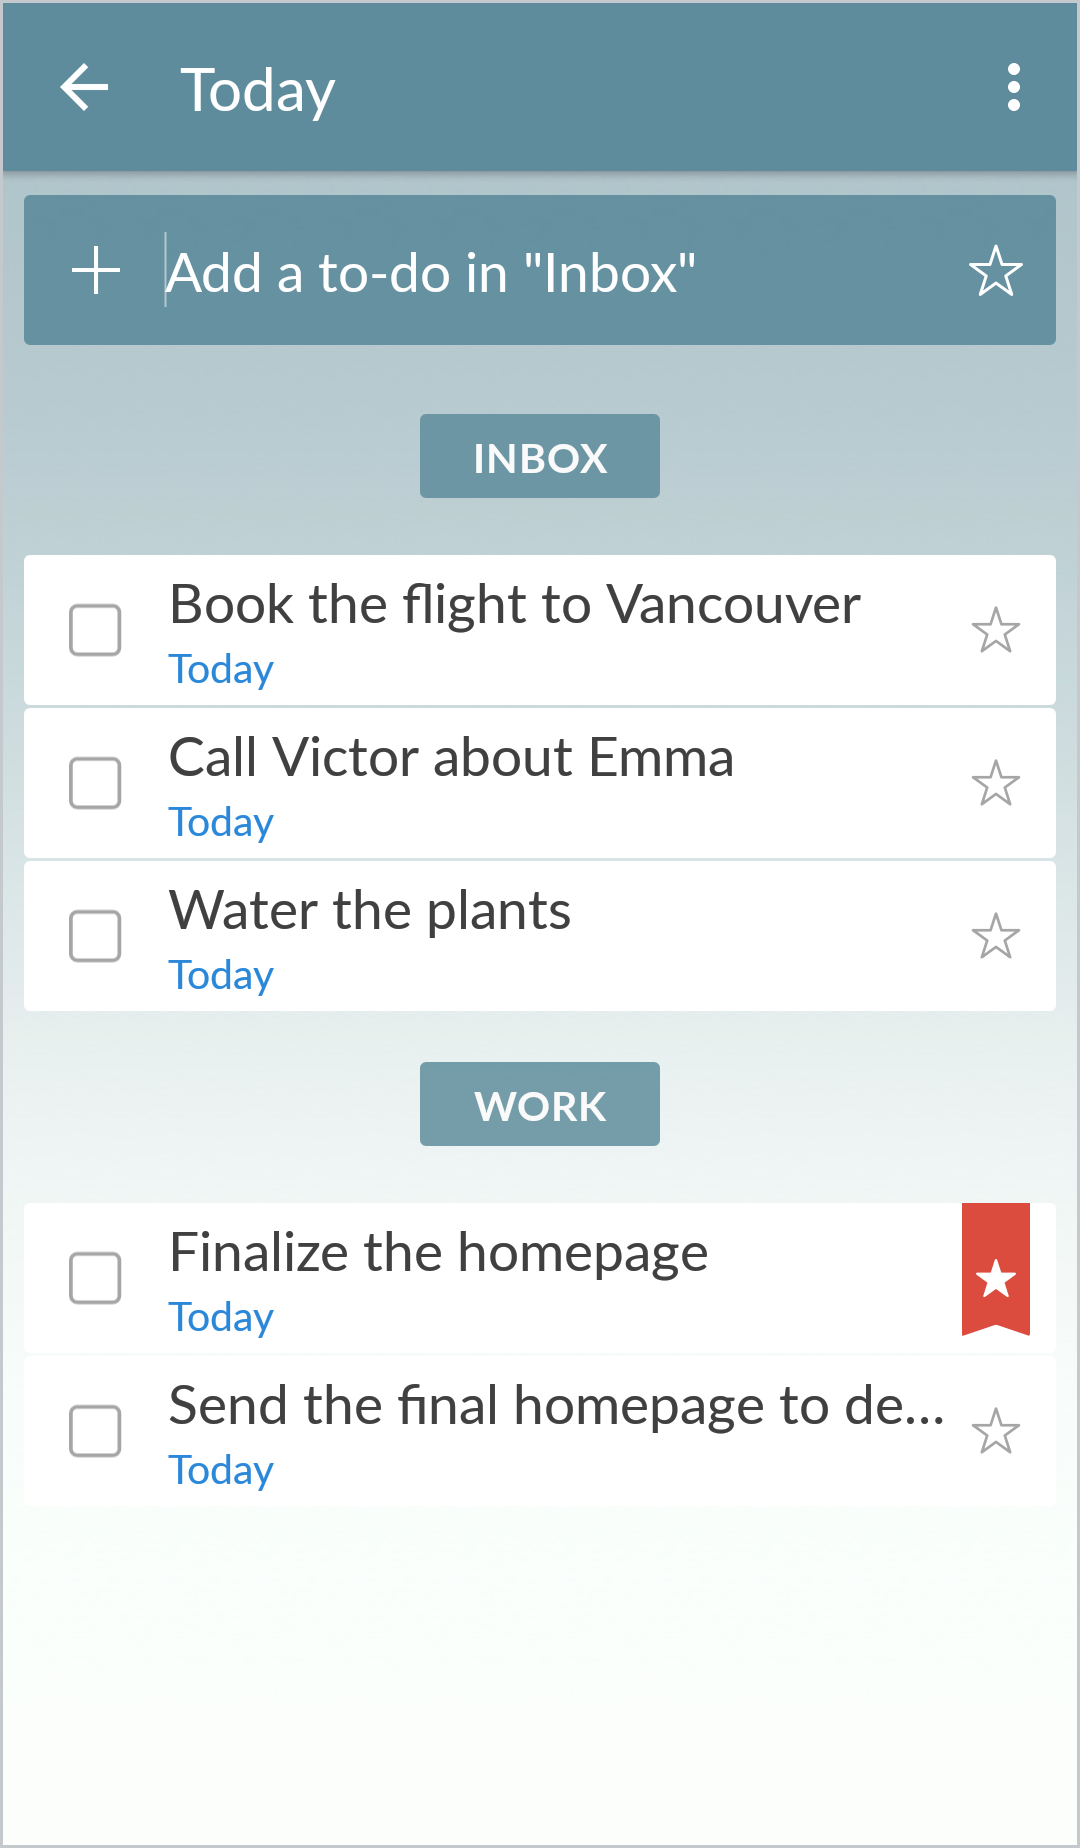 Today
Add a to-do in "Inbox"
INBOX
Book the flight to Vancouver
Today
Call Victor about Emma
Today
Water the plants
Today
WORK
Finalize the homepage
Today
Send the final homepage to de...
Today